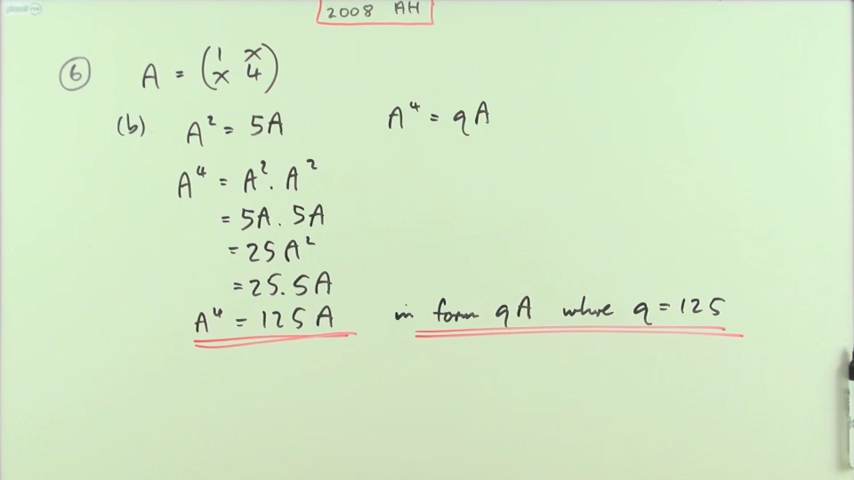 2008 AH
6 A = (1 x
x 4)
(b) A² = 5A A⁴ = qA
A⁴ = A². A²
= 5A. 5A
= 25A²
= 25.5A
A⁴ = 125A in form qA where q = 125